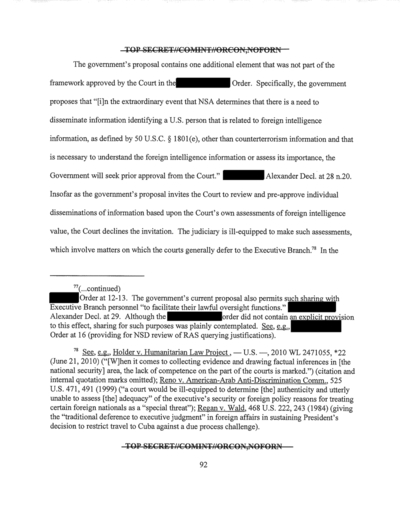 TOP SECRET//COMINT//ORCON,NOFORN
The government's proposal contains one additional element that was not part of the
framework approved by the Court in the Order. Specifically, the government
proposes that "[i]n the extraordinary event that NSA determines that there is a need to
disseminate information identifying a U.S. person that is related to foreign intelligence
information, as defined by 50 U.S.C. § 1801(e), other than counterterrorism information and that
is necessary to understand the foreign intelligence information or assess its importance, the
Government will seek prior approval from the Court." Alexander Decl. at 28 n.20.
Insofar as the government's proposal invites the Court to review and pre-approve individual
disseminations of information based upon the Court's own assessments of foreign intelligence
value, the Court declines the invitation. The judiciary is ill-equipped to make such assessments,
which involve matters on which the courts generally defer to the Executive Branch.78 In the
77(...continued)
Order at 12-13. The government's current proposal also permits such sharing with
Executive Branch personnel "to facilitate their lawful oversight functions."
Alexander Decl. at 29. Although the order did not contain an explicit provision
to this effect, sharing for such purposes was plainly contemplated. See, e.g.,
Order at 16 (providing for NSD review of RAS querying justifications).
78 See, e.g., Holder v. Humanitarian Law Project, — U.S. —, 2010 WL 2471055, *22
(June 21, 2010) ("[W]hen it comes to collecting evidence and drawing factual inferences in [the
national security] area, the lack of competence on the part of the courts is marked.") (citation and
internal quotation marks omitted); Reno v. American-Arab Anti-Discrimination Comm., 525
U.S. 471, 491 (1999) ("a court would be ill-equipped to determine [the] authenticity and utterly
unable to assess [the] adequacy" of the executive's security or foreign policy reasons for treating
certain foreign nationals as a "special threat"); Regan v. Wald, 468 U.S. 222, 243 (1984) (giving
the "traditional deference to executive judgment" in foreign affairs in sustaining President's
decision to restrict travel to Cuba against a due process challenge).
TOP SECRET//COMINT//ORCON,NOFORN
92